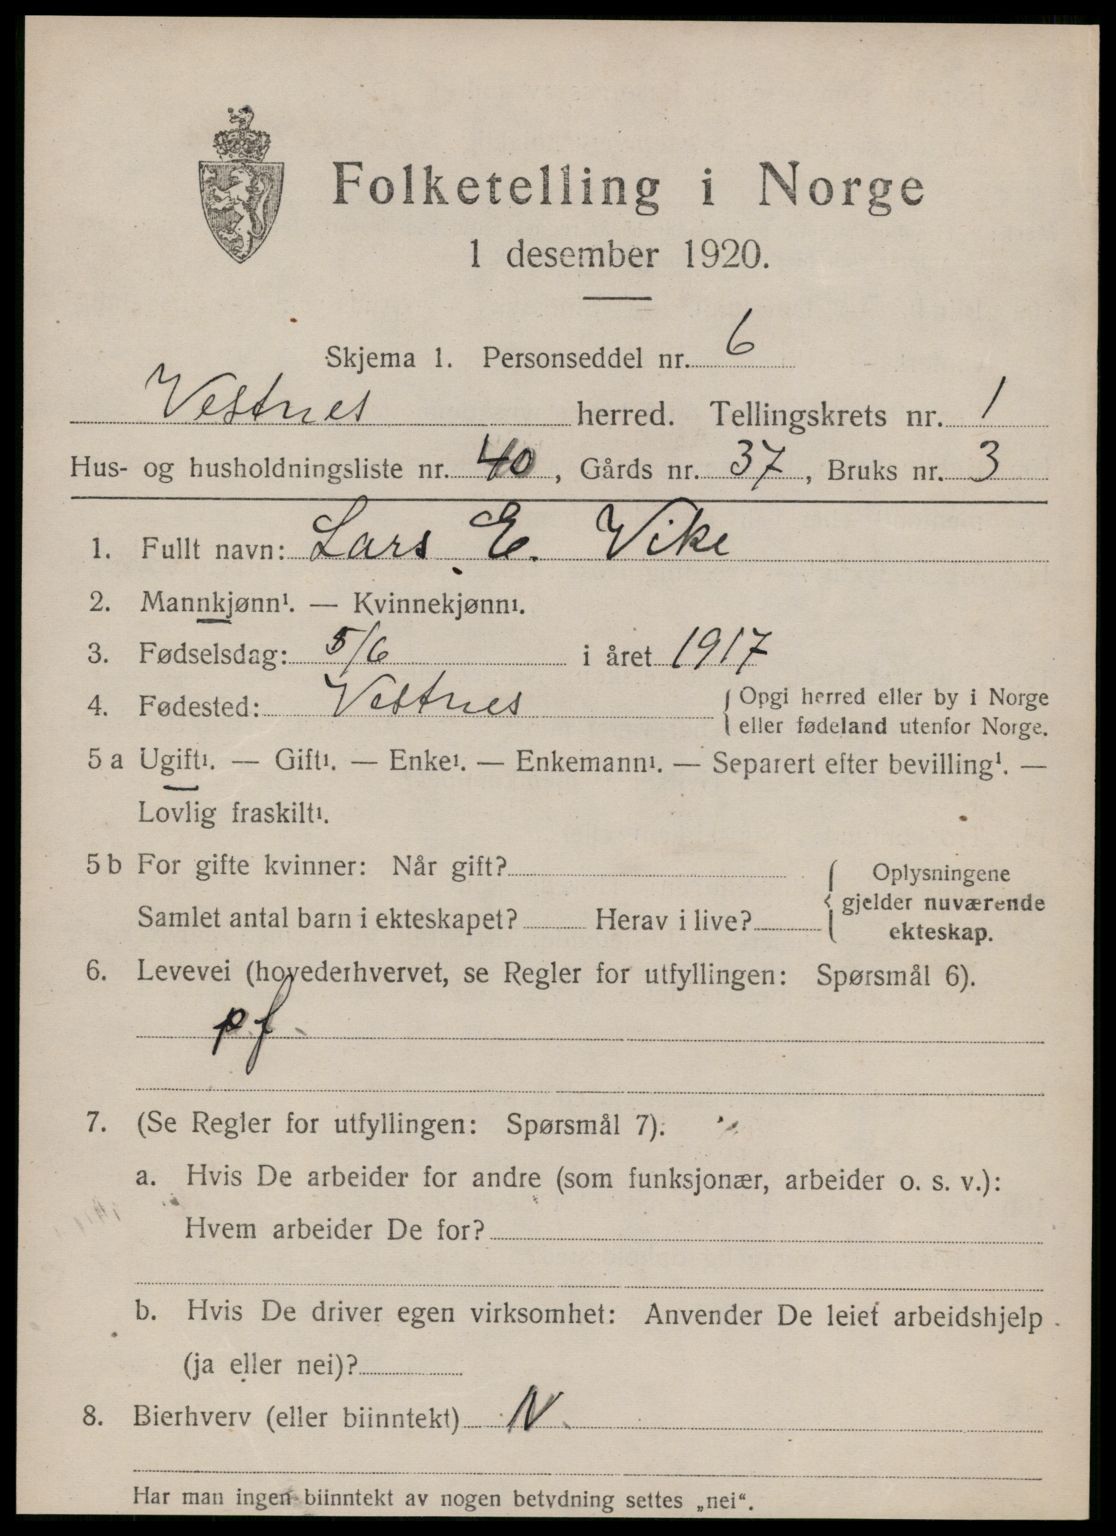 Folketelling i Norge
1 desember 1920.
Skjema 1. Personseddel nr. 6
Vestnes herred. Tellingskrets nr. 1
Hus- og husholdningsliste nr. 40, Gårds nr. 37, Bruks nr. 3
1. Fullt navn: Lars E. Vike
2. Mannkjønn¹. — Kvinnekjønn¹.
3. Fødselsdag: 5/6 i året 1917
4. Fødested: Vestnes { Opgi herred eller by i Norge
eller fødeland utenfor Norge.
5 a Ugift¹. — Gift¹. — Enke¹. — Enkemann¹. — Separert efter bevilling¹. —
Lovlig fraskilt¹.
5 b For gifte kvinner: Når gift? { Oplysningene
gjelder nuværende
Samlet antal barn i ekteskapet? Herav i live? ekteskap.
6. Levevei (hovederhvervet, se Regler for utfyllingen: Spørsmål 6).
pf
7. (Se Regler for utfyllingen: Spørsmål 7).
a. Hvis De arbeider for andre (som funksjonær, arbeider o. s. v.):
Hvem arbeider De for?
b. Hvis De driver egen virksomhet: Anvender De leiet arbeidshjelp
(ja eller nei)?
8. Bierhverv (eller biinntekt) N
Har man ingen biinntekt av nogen betydning settes „nei“.